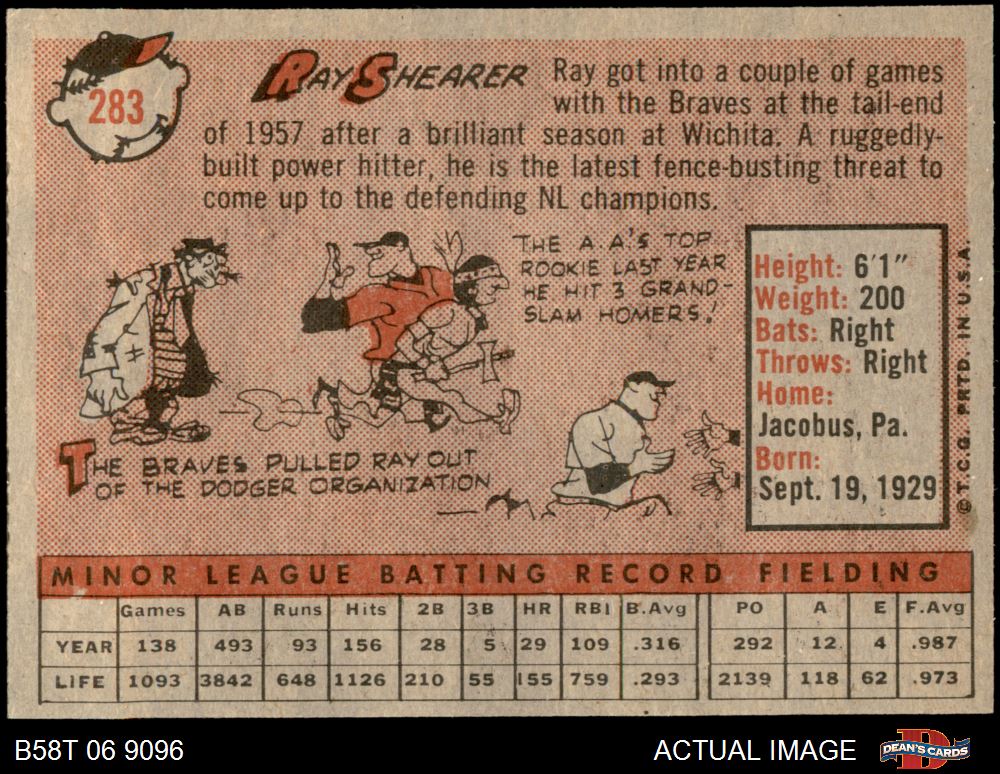 283
RAY SHEARER
Ray got into a couple of games
with the Braves at the tail-end
of 1957 after a brilliant season at Wichita. A ruggedly-
built power hitter, he is the latest fence-busting threat to
come up to the defending NL champions.
THE A A'S TOP
ROOKIE LAST YEAR
HE HIT 3 GRAND-
SLAM HOMERS!
THE BRAVES PULLED RAY OUT
OF THE DODGER ORGANIZATION
Height: 6'1"
Weight: 200
Bats: Right
Throws: Right
Home:
Jacobus, Pa.
Born:
Sept. 19, 1929
© T.C.G. PRTD. IN U.S.A.
MINOR LEAGUE BATTING RECORD FIELDING
Games AB Runs Hits 2B 3B HR RBI B.Avg PO A E F.Avg
YEAR 138 493 93 156 28 5 29 109 .316 292 12 4 .987
LIFE 1093 3842 648 1126 210 55 155 759 .293 2139 118 62 .973
B58T 06 9096
ACTUAL IMAGE
DEAN'S CARDS